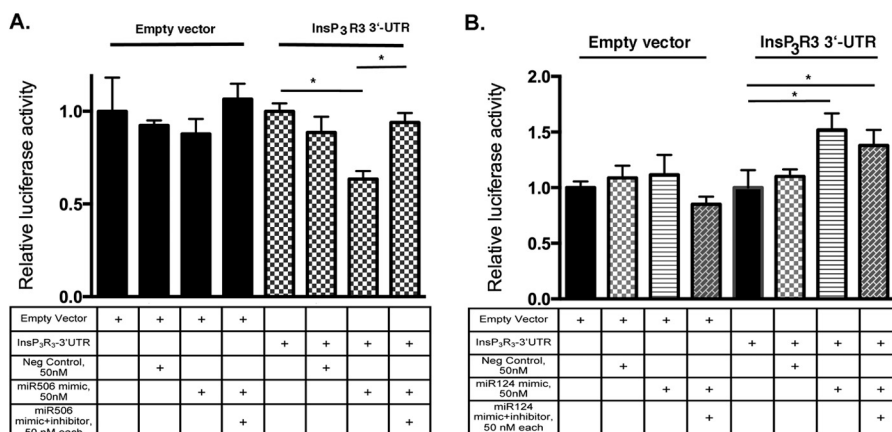 A.
Empty vector
InsP3R3 3'-UTR
*
*
Relative luciferase activity
1.0
0.5
0.0
Empty Vector + + + +
InsP3R3-3'UTR + + + +
Neg Control,
50nM + +
miR506 mimic,
50nM + + + +
miR506
mimic+inhibitor,
50 nM each + +
B.
Empty vector
InsP3R3 3'-UTR
*
*
Relative luciferase activity
2.0
1.5
1.0
0.5
0.0
Empty Vector + + + +
InsP3R3-3'UTR + + + +
Neg Control,
50nM + +
miR124 mimic,
50nM + + + +
miR124
mimic+inhibitor,
50 nM each + +